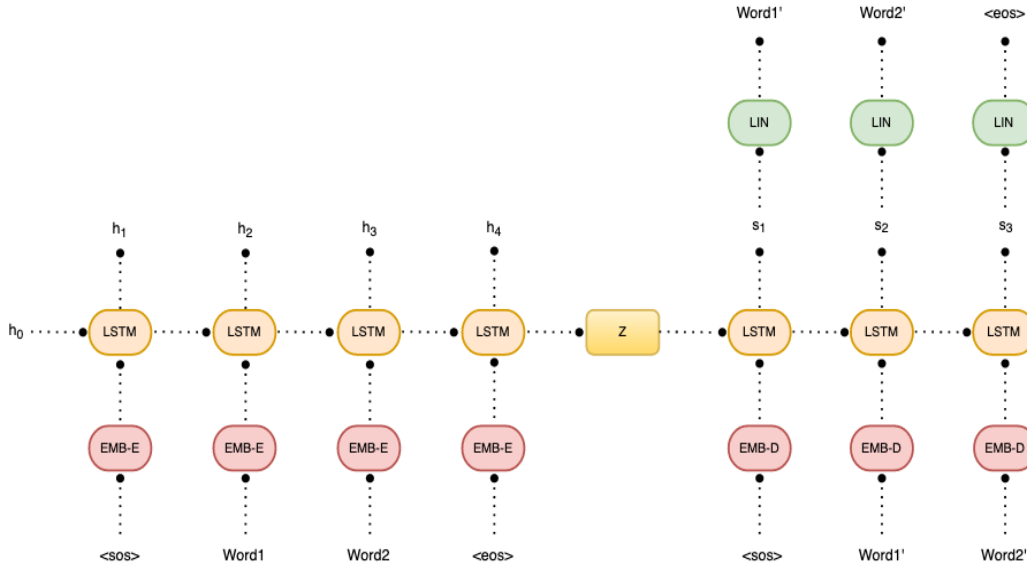 Word1' Word2' <eos>
LIN LIN LIN
h1 h2 h3 h4 s1 s2 s3
h0 LSTM LSTM LSTM LSTM Z LSTM LSTM LSTM
EMB-E EMB-E EMB-E EMB-E EMB-D EMB-D EMB-D
<sos> Word1 Word2 <eos> <sos> Word1' Word2'